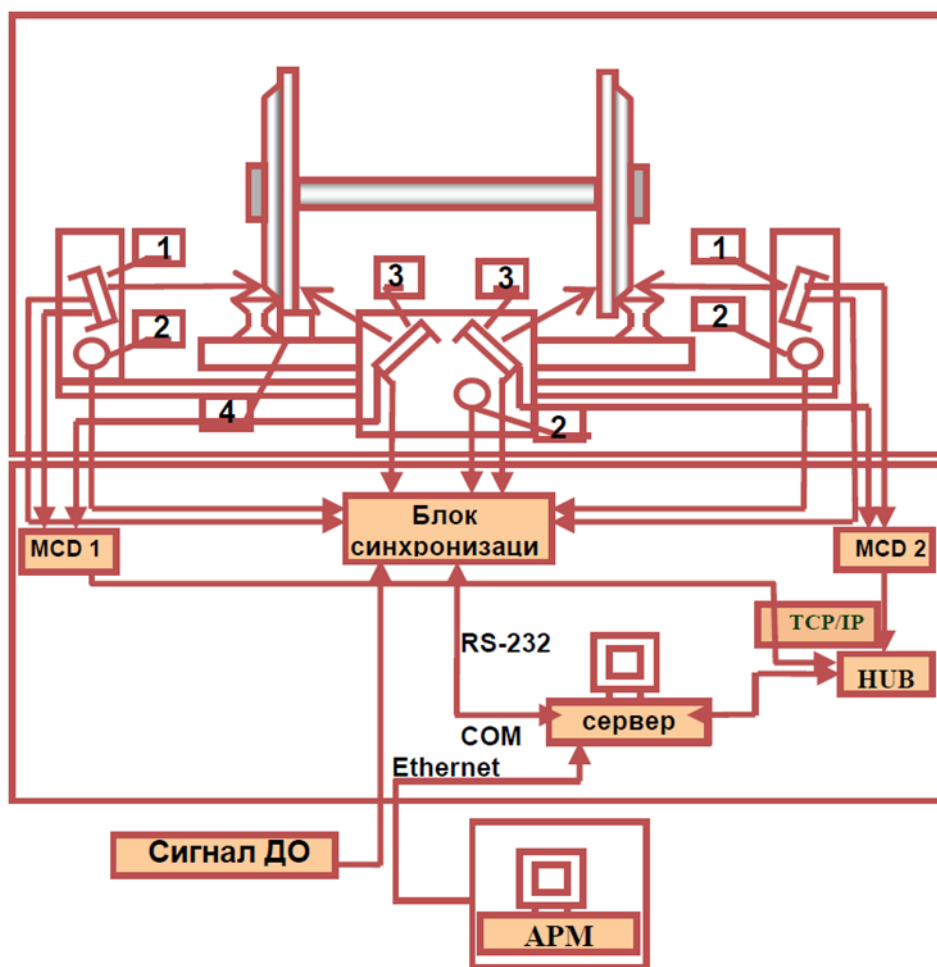 1
3
3
1
2
2
4
2
Блок
синхронизаци
MCD 1
MCD 2
TCP/IP
RS-232
HUB
сервер
COM
Ethernet
Сигнал ДО
АРМ